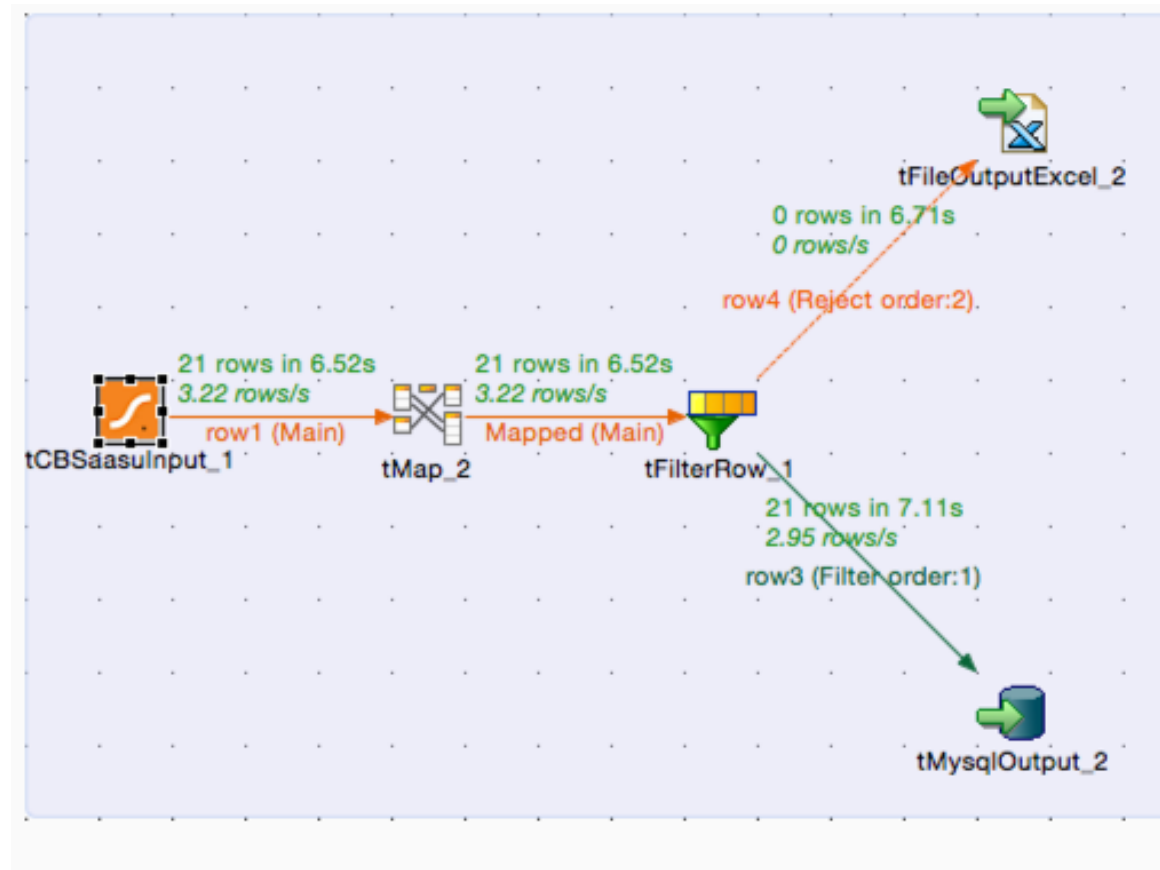 tFileOutputExcel_2
0 rows in 6.71s
0 rows/s
row4 (Reject order:2)
21 rows in 6.52s
3.22 rows/s
row1 (Main)
tCBSaasuInput_1
21 rows in 6.52s
3.22 rows/s
Mapped (Main)
tMap_2
tFilterRow_1
21 rows in 7.11s
2.95 rows/s
row3 (Filter order:1)
tMysqlOutput_2